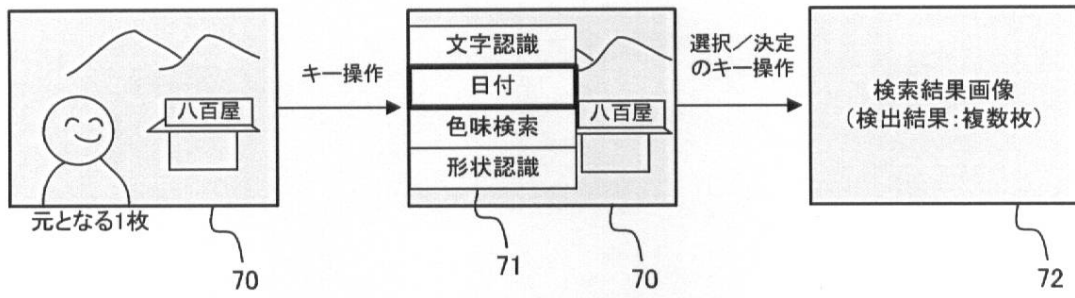 八百屋
元となる1枚
70
キー操作
文字認識
日付
色味検索
形状認識
八百屋
71
70
選択/決定
のキー操作
検索結果画像
(検出結果:複数枚)
72